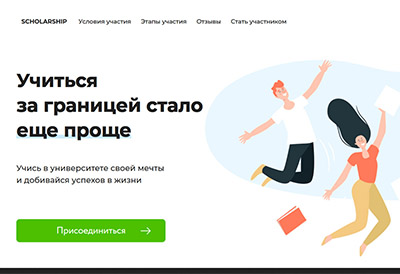 SCHOLARSHIP Условия участия Этапы участия Отзывы Стать участником
Учиться
за границей стало
еще проще
Учись в университете своей мечты
и добивайся успехов в жизни
Присоединиться